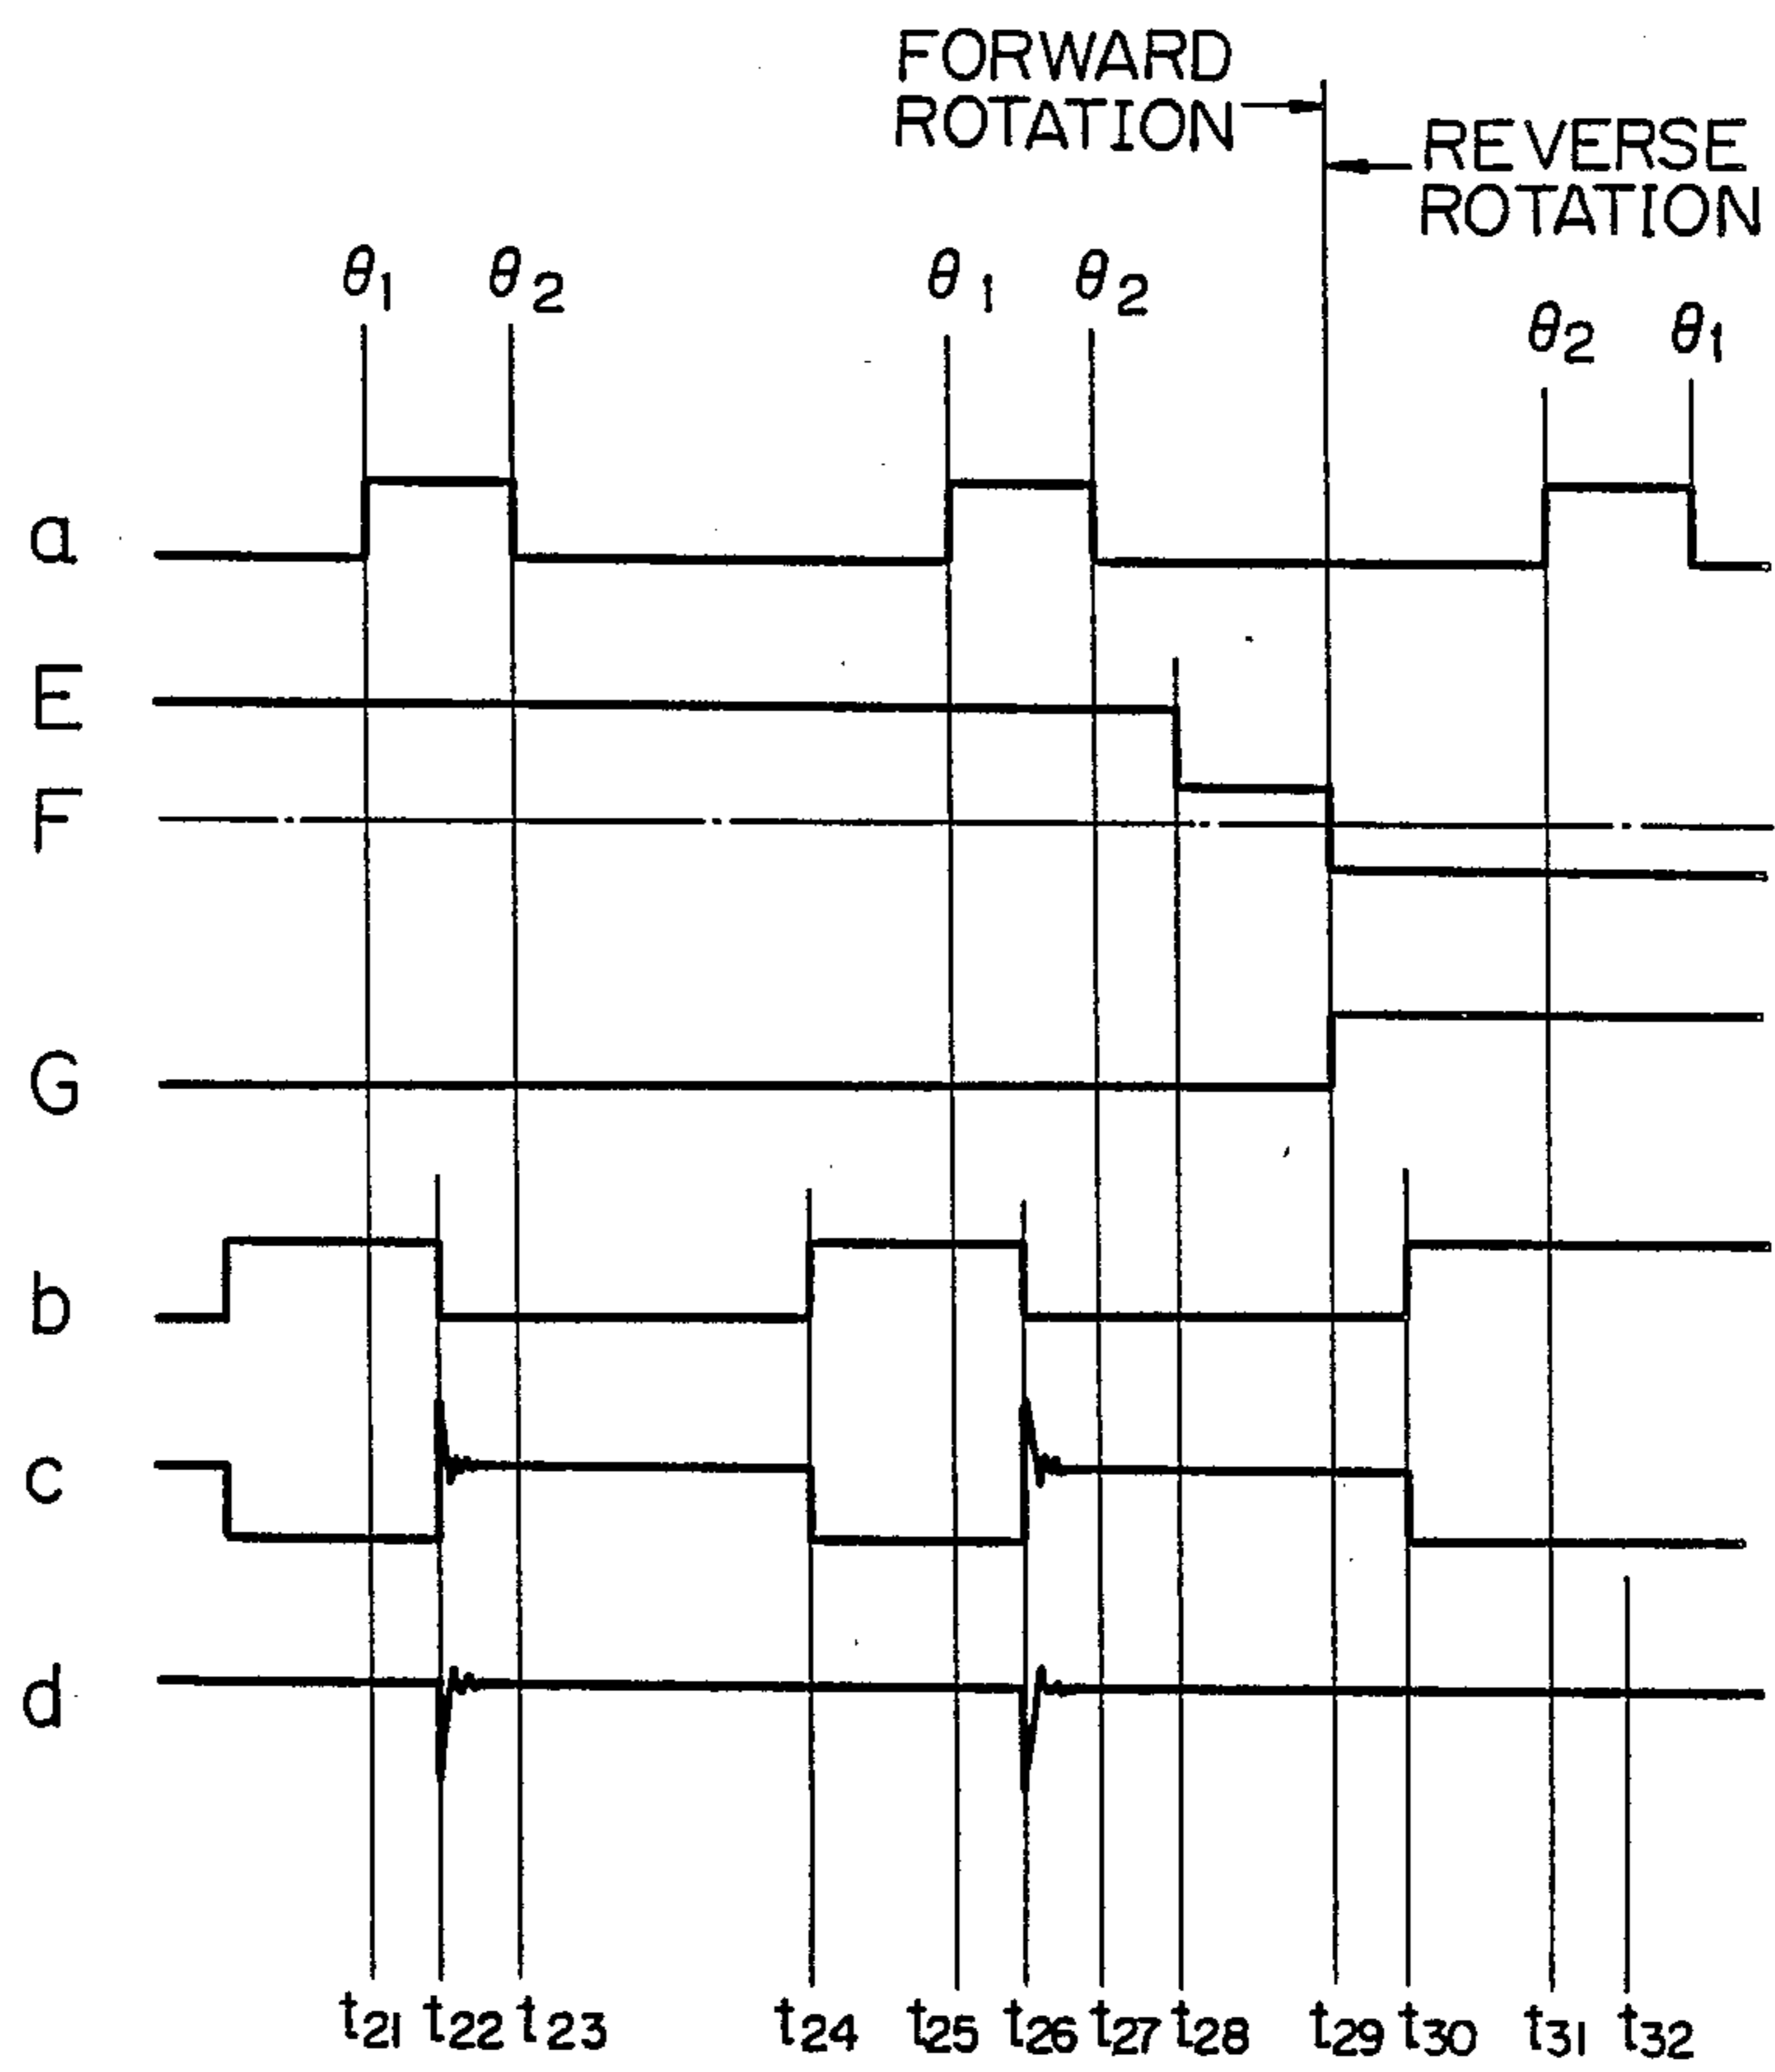 FORWARD
ROTATION
REVERSE
ROTATION
θ1 θ2 θ1 θ2 θ2 θ1
a
E
F
G
b
c
d
t21 t22 t23 t24 t25 t26 t27 t28 t29 t30 t31 t32